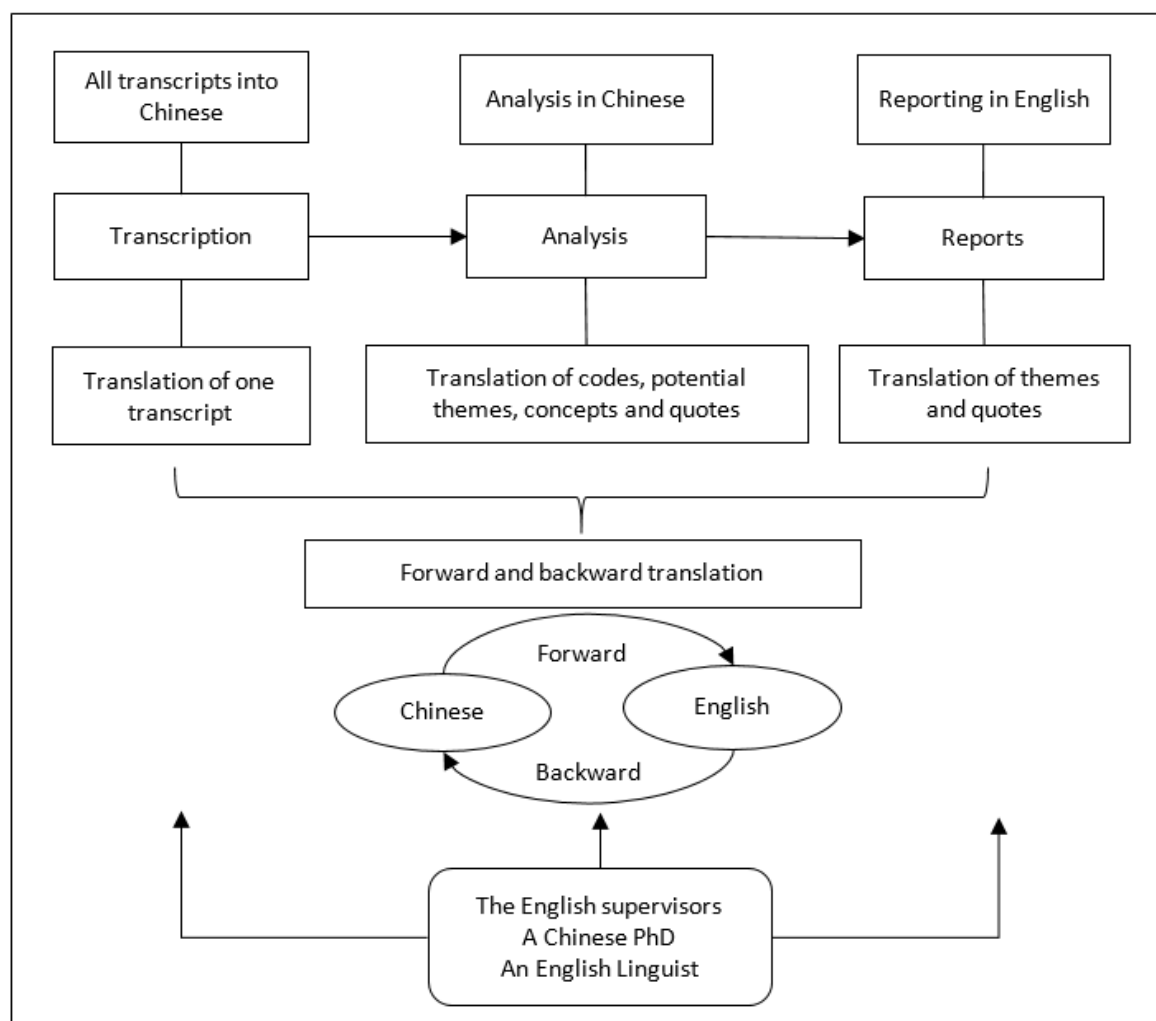 All transcripts into
Chinese
Analysis in Chinese
Reporting in English
Transcription
Analysis
Reports
Translation of one
transcript
Translation of codes, potential
themes, concepts and quotes
Translation of themes
and quotes
Forward and backward translation
Forward
Chinese
English
Backward
The English supervisors
A Chinese PhD
An English Linguist